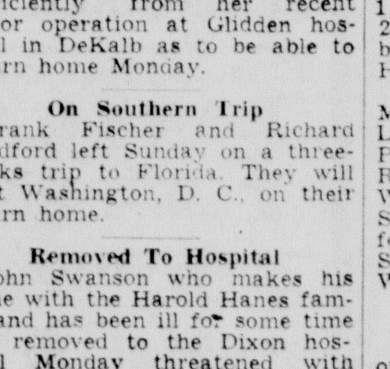 ciently from her recent
or operation at Glidden hos-
l in DeKalb as to be able to
rn home Monday.
On Southern Trip
rank Fischer and Richard
dford left Sunday on a three-
ks trip to Florida. They will
t Washington, D. C., on their
rn home.
Removed To Hospital
ohn Swanson who makes his
e with the Harold Hanes fam-
and has been ill for some time
removed to the Dixon hos-
l Monday threatened with